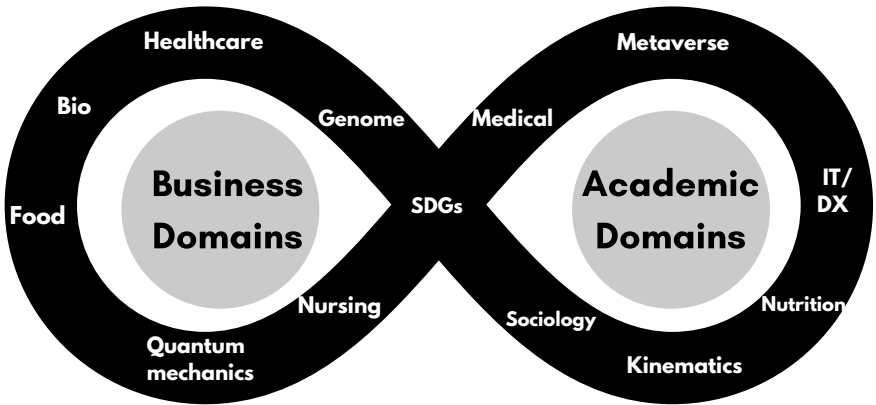 Healthcare
Metaverse
Bio
Genome
Medical
Business
Domains
Academic
Domains
IT/
DX
SDGs
Food
Nursing
Nutrition
Sociology
Quantum
mechanics
Kinematics